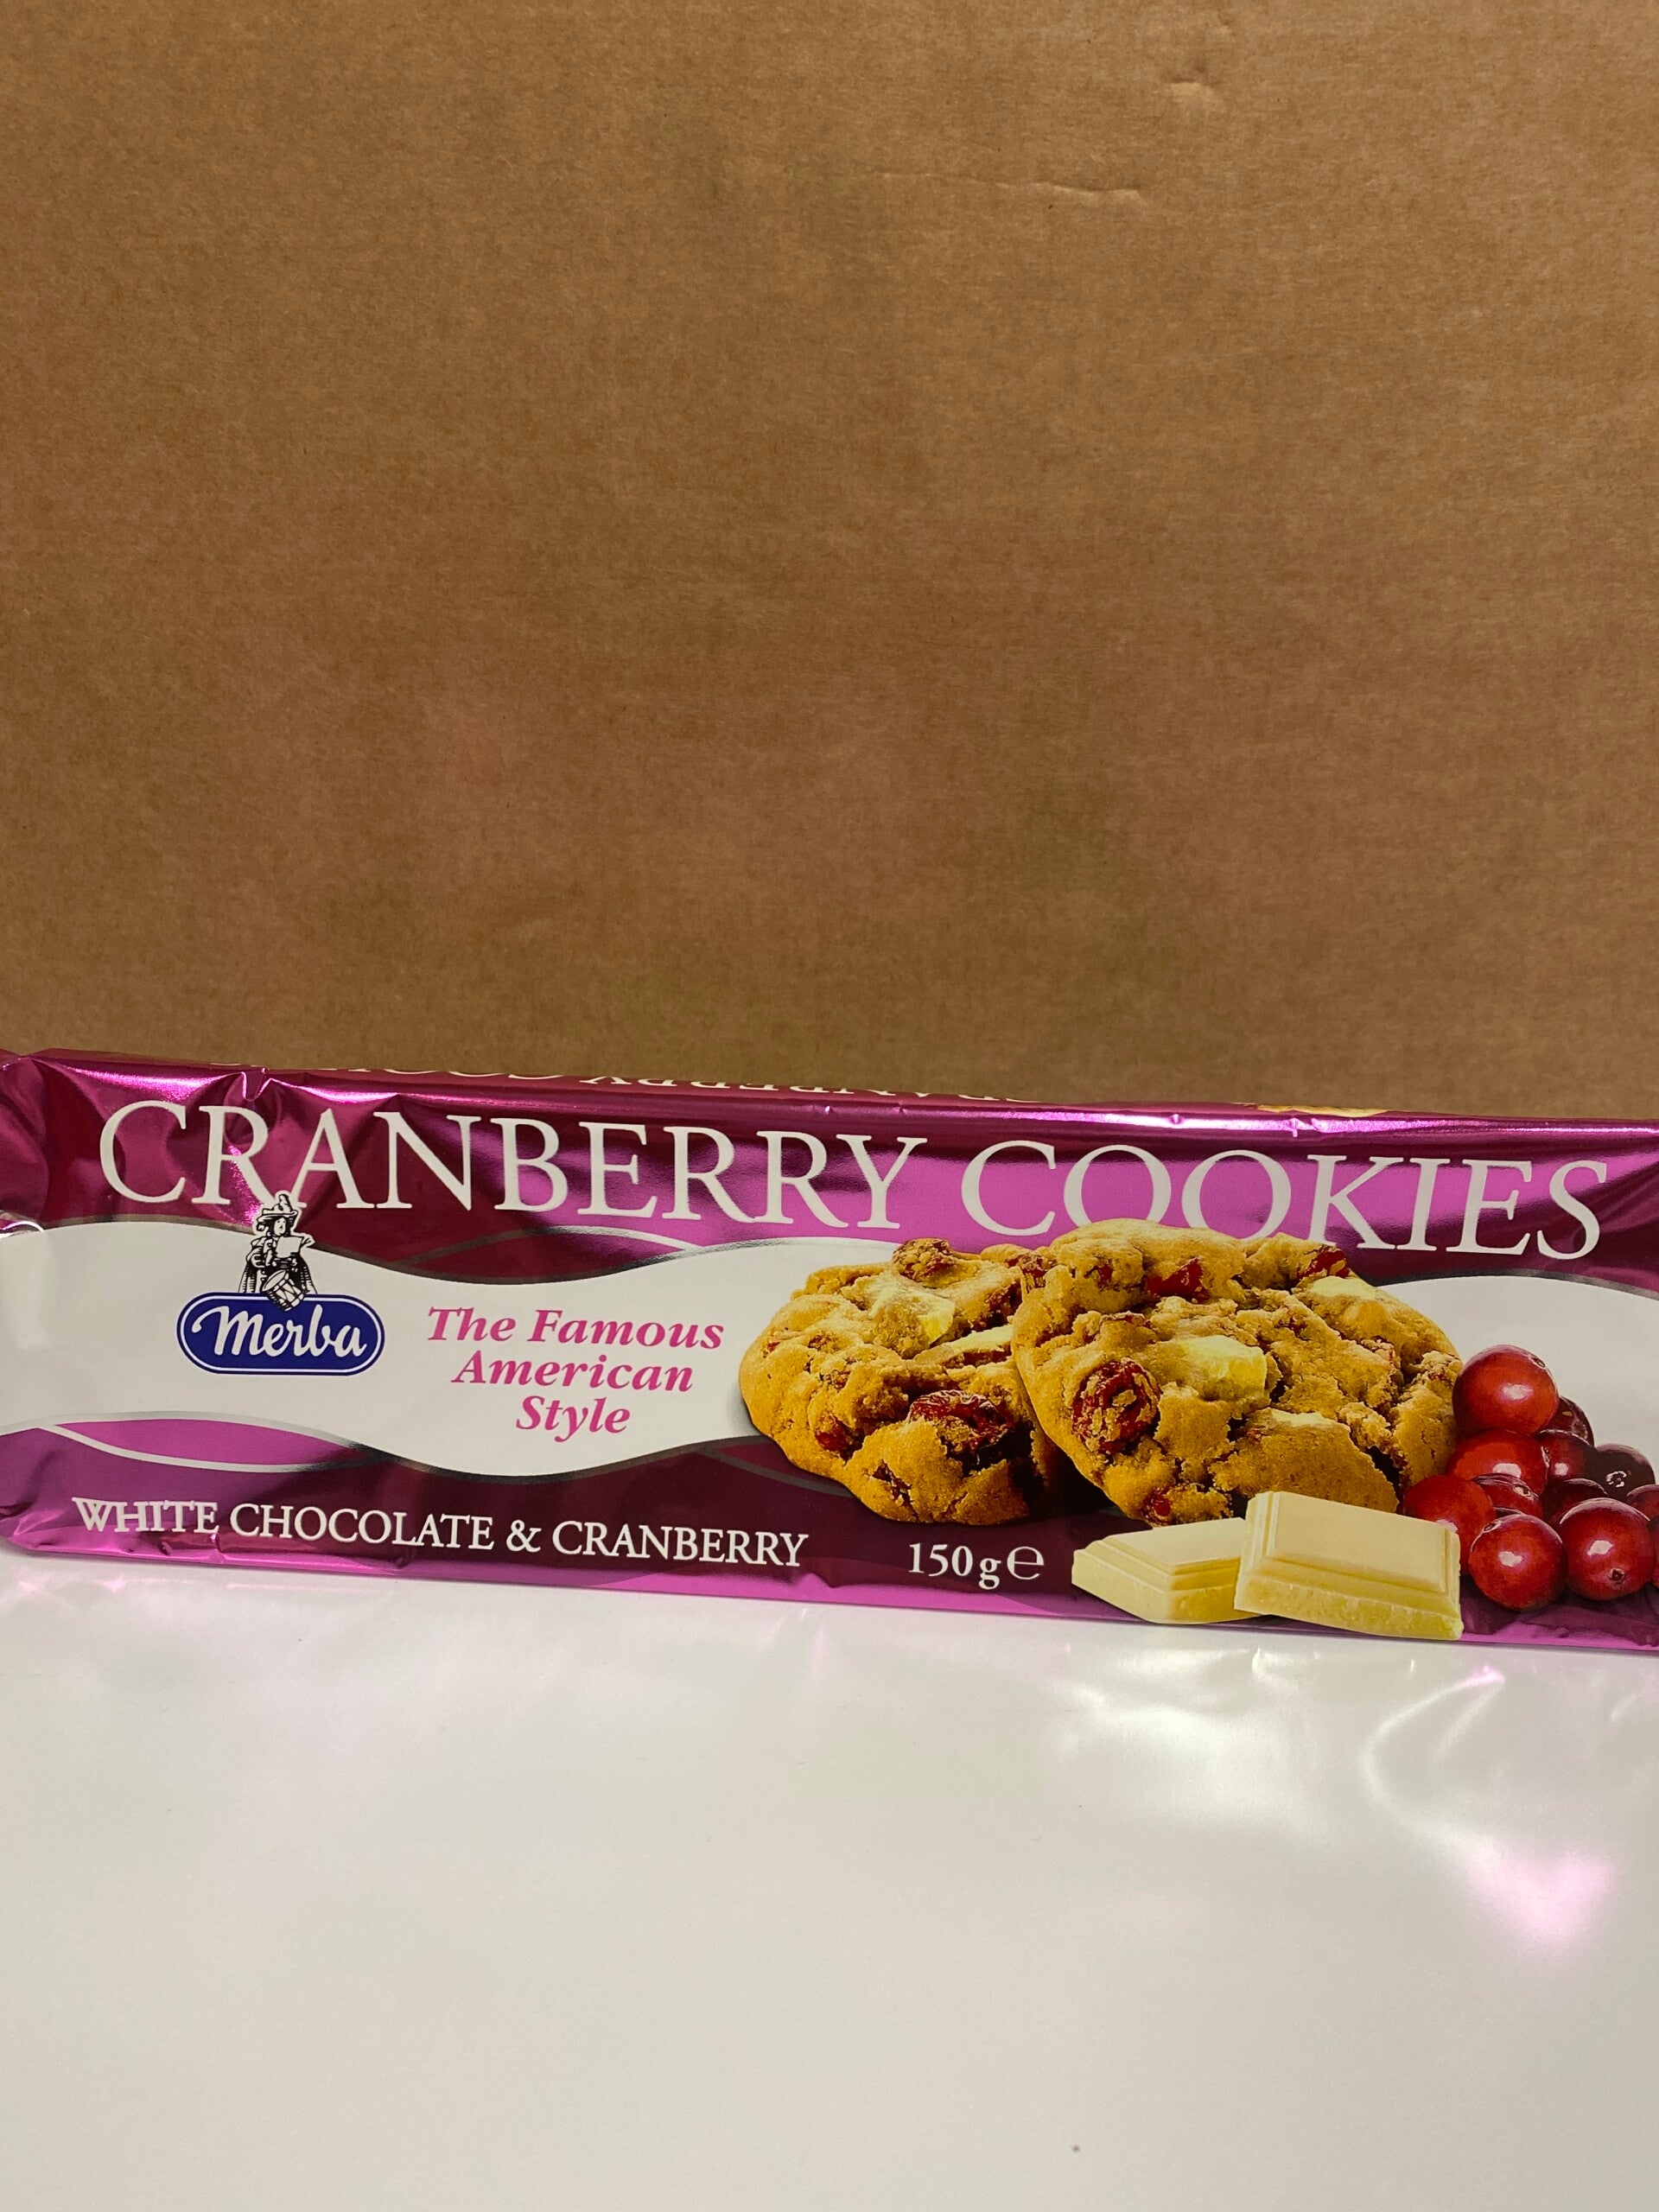 CRANBERRY COOKIES
Merba
The Famous
American
Style
WHITE CHOCOLATE & CRANBERRY
150g℮